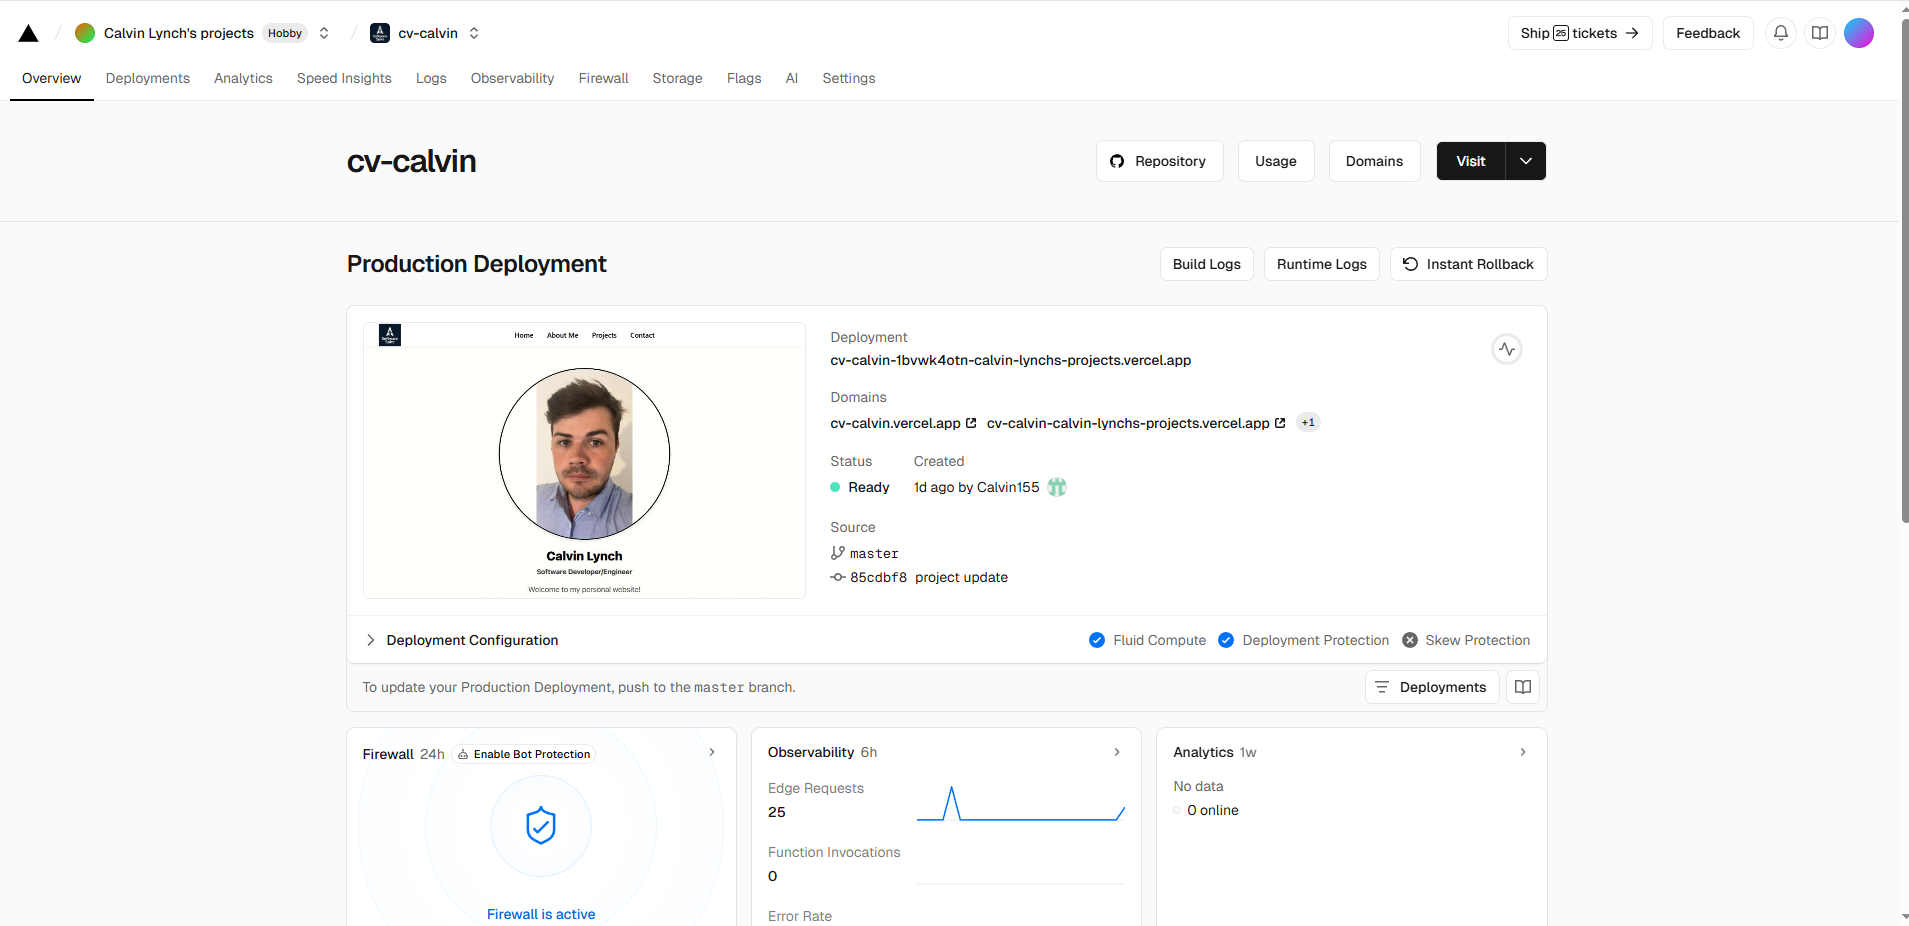 Calvin Lynch's projects Hobby cv-calvin Ship 25 tickets Feedback
Overview Deployments Analytics Speed Insights Logs Observability Firewall Storage Flags AI Settings
cv-calvin
Repository Usage Domains Visit
Production Deployment
Build Logs Runtime Logs Instant Rollback
Home About Me Projects Contact
Calvin Lynch
Software Developer/Engineer
Welcome to my personal website!
Deployment
cv-calvin-1bvwk4otn-calvin-lynchs-projects.vercel.app
Domains
cv-calvin.vercel.app cv-calvin-calvin-lynchs-projects.vercel.app +1
Status Created
Ready 1d ago by Calvin155
Source
master
85cdbf8 project update
Deployment Configuration Fluid Compute Deployment Protection Skew Protection
To update your Production Deployment, push to the master branch. Deployments
Firewall 24h Enable Bot Protection
Firewall is active
Observability 6h
Edge Requests
25
Function Invocations
0
Error Rate
Analytics 1w
No data
0 online